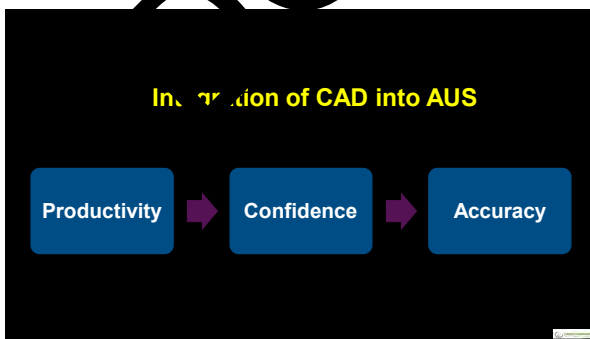 of CAD into AUS
Productivity
Confidence
Accuracy